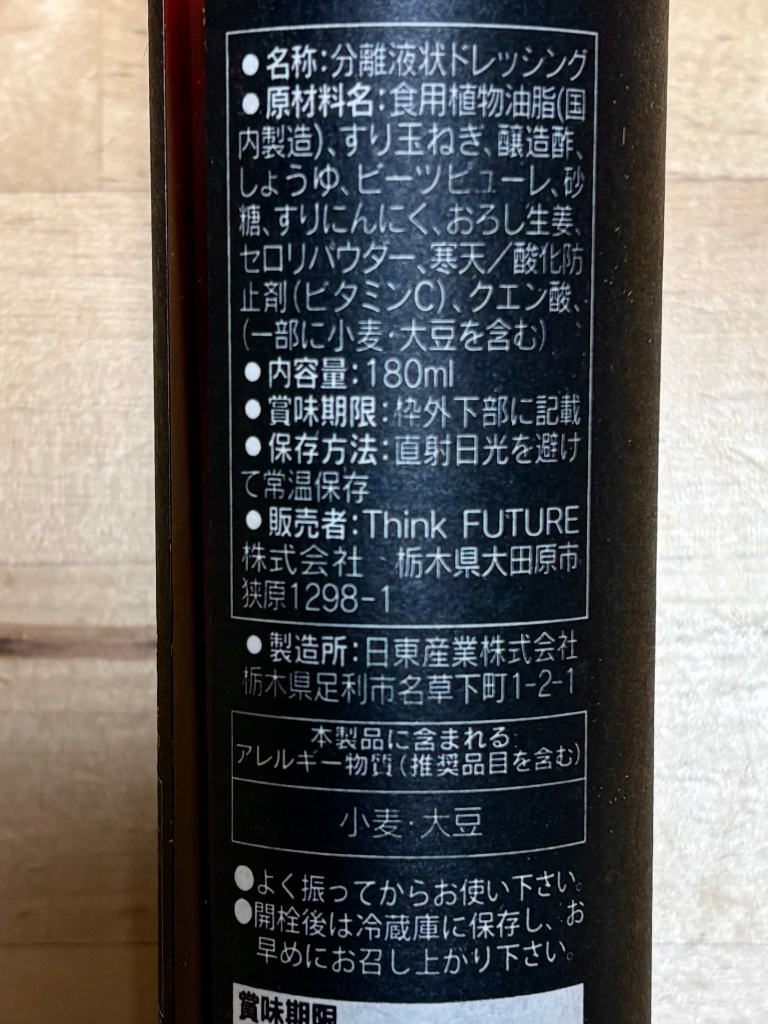 ●名称:分離液状ドレッシング
●原材料名:食用植物油脂(国
内製造)、すり玉ねぎ、醸造酢、
しょうゆ、ビーツピューレ、砂
糖、すりにんにく、おろし生姜、
セロリパウダー、寒天/酸化防
止剤(ビタミンC)、クエン酸、
(一部に小麦・大豆を含む)
●内容量:180ml
●賞味期限:枠外下部に記載
●保存方法:直射日光を避け
て常温保存
●販売者:Think FUTURE
株式会社 栃木県大田原市
狭原1298-1
●製造所:日東産業株式会社
栃木県足利市名草下町1-2-1
本製品に含まれる
アレルギー物質(推奨品目を含む)
小麦・大豆
●よく振ってからお使い下さい。
●開栓後は冷蔵庫に保存し、お
早めにお召し上がり下さい。
賞味期限